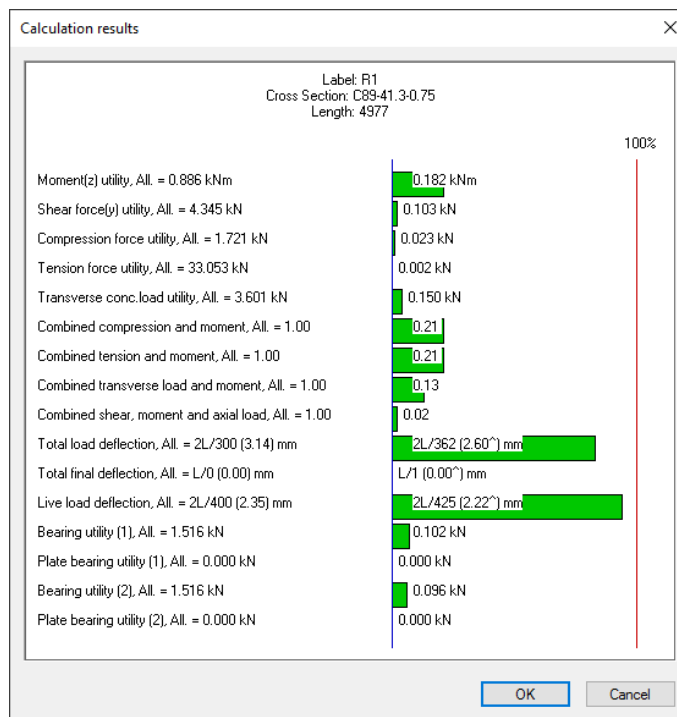 Calculation results
Label: R1
Cross Section: C89-41.3-0.75
Length: 4977
100%
Moment(z) utility, All. = 0.886 kNm 0.182 kNm
Shear force(y) utility, All. = 4.345 kN 0.103 kN
Compression force utility, All. = 1.721 kN 0.023 kN
Tension force utility, All. = 33.053 kN 0.002 kN
Transverse conc.load utility, All. = 3.601 kN 0.150 kN
Combined compression and moment, All. = 1.00 0.21
Combined tension and moment, All. = 1.00 0.21
Combined transverse load and moment, All. = 1.00 0.13
Combined shear, moment and axial load, All. = 1.00 0.02
Total load deflection, All. = 2L/300 (3.14) mm 2L/362 (2.60^) mm
Total final deflection, All. = L/0 (0.00) mm L/1 (0.00^) mm
Live load deflection, All. = 2L/400 (2.35) mm 2L/425 (2.22^) mm
Bearing utility (1), All. = 1.516 kN 0.102 kN
Plate bearing utility (1), All. = 0.000 kN 0.000 kN
Bearing utility (2), All. = 1.516 kN 0.096 kN
Plate bearing utility (2), All. = 0.000 kN 0.000 kN
OK Cancel